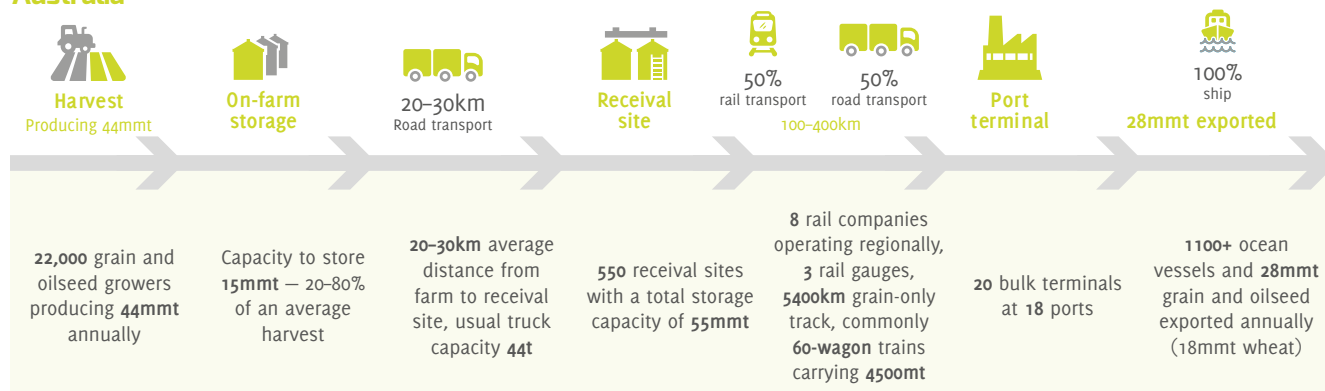 Australia
Harvest
Producing 44mmt
On-farm
storage
20–30km
Road transport
Receival
site
50%
rail transport
50%
road transport
100–400km
Port
terminal
100%
ship
28mmt exported
22,000 grain and
oilseed growers
producing 44mmt
annually
Capacity to store
15mmt — 20–80%
of an average
harvest
20–30km average
distance from
farm to receival
site, usual truck
capacity 44t
550 receival sites
with a total storage
capacity of 55mmt
8 rail companies
operating regionally,
3 rail gauges,
5400km grain-only
track, commonly
60-wagon trains
carrying 4500mt
20 bulk terminals
at 18 ports
1100+ ocean
vessels and 28mmt
grain and oilseed
exported annually
(18mmt wheat)